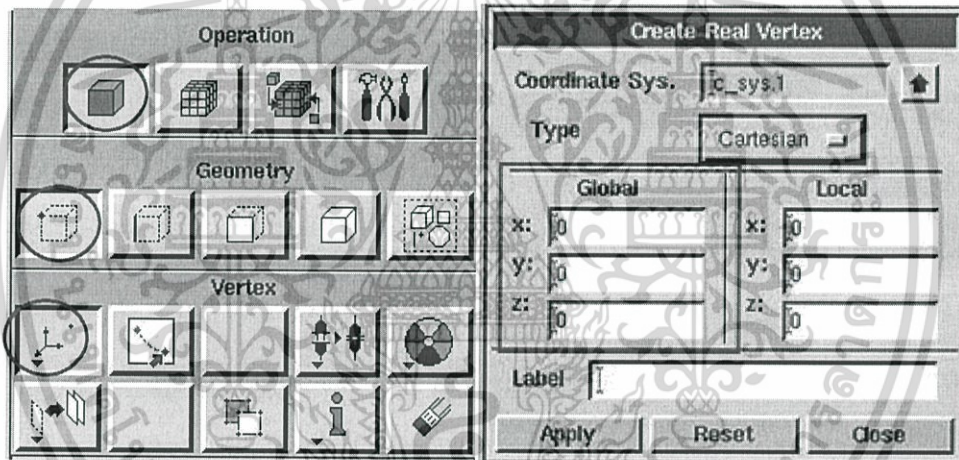 Operation
Geometry
Vertex
Create Real Vertex
Coordinate Sys. c_sys.1
Type Cartesian
Global Local
x: 0 x: 0
y: 0 y: 0
z: 0 z: 0
Label
Apply Reset Close